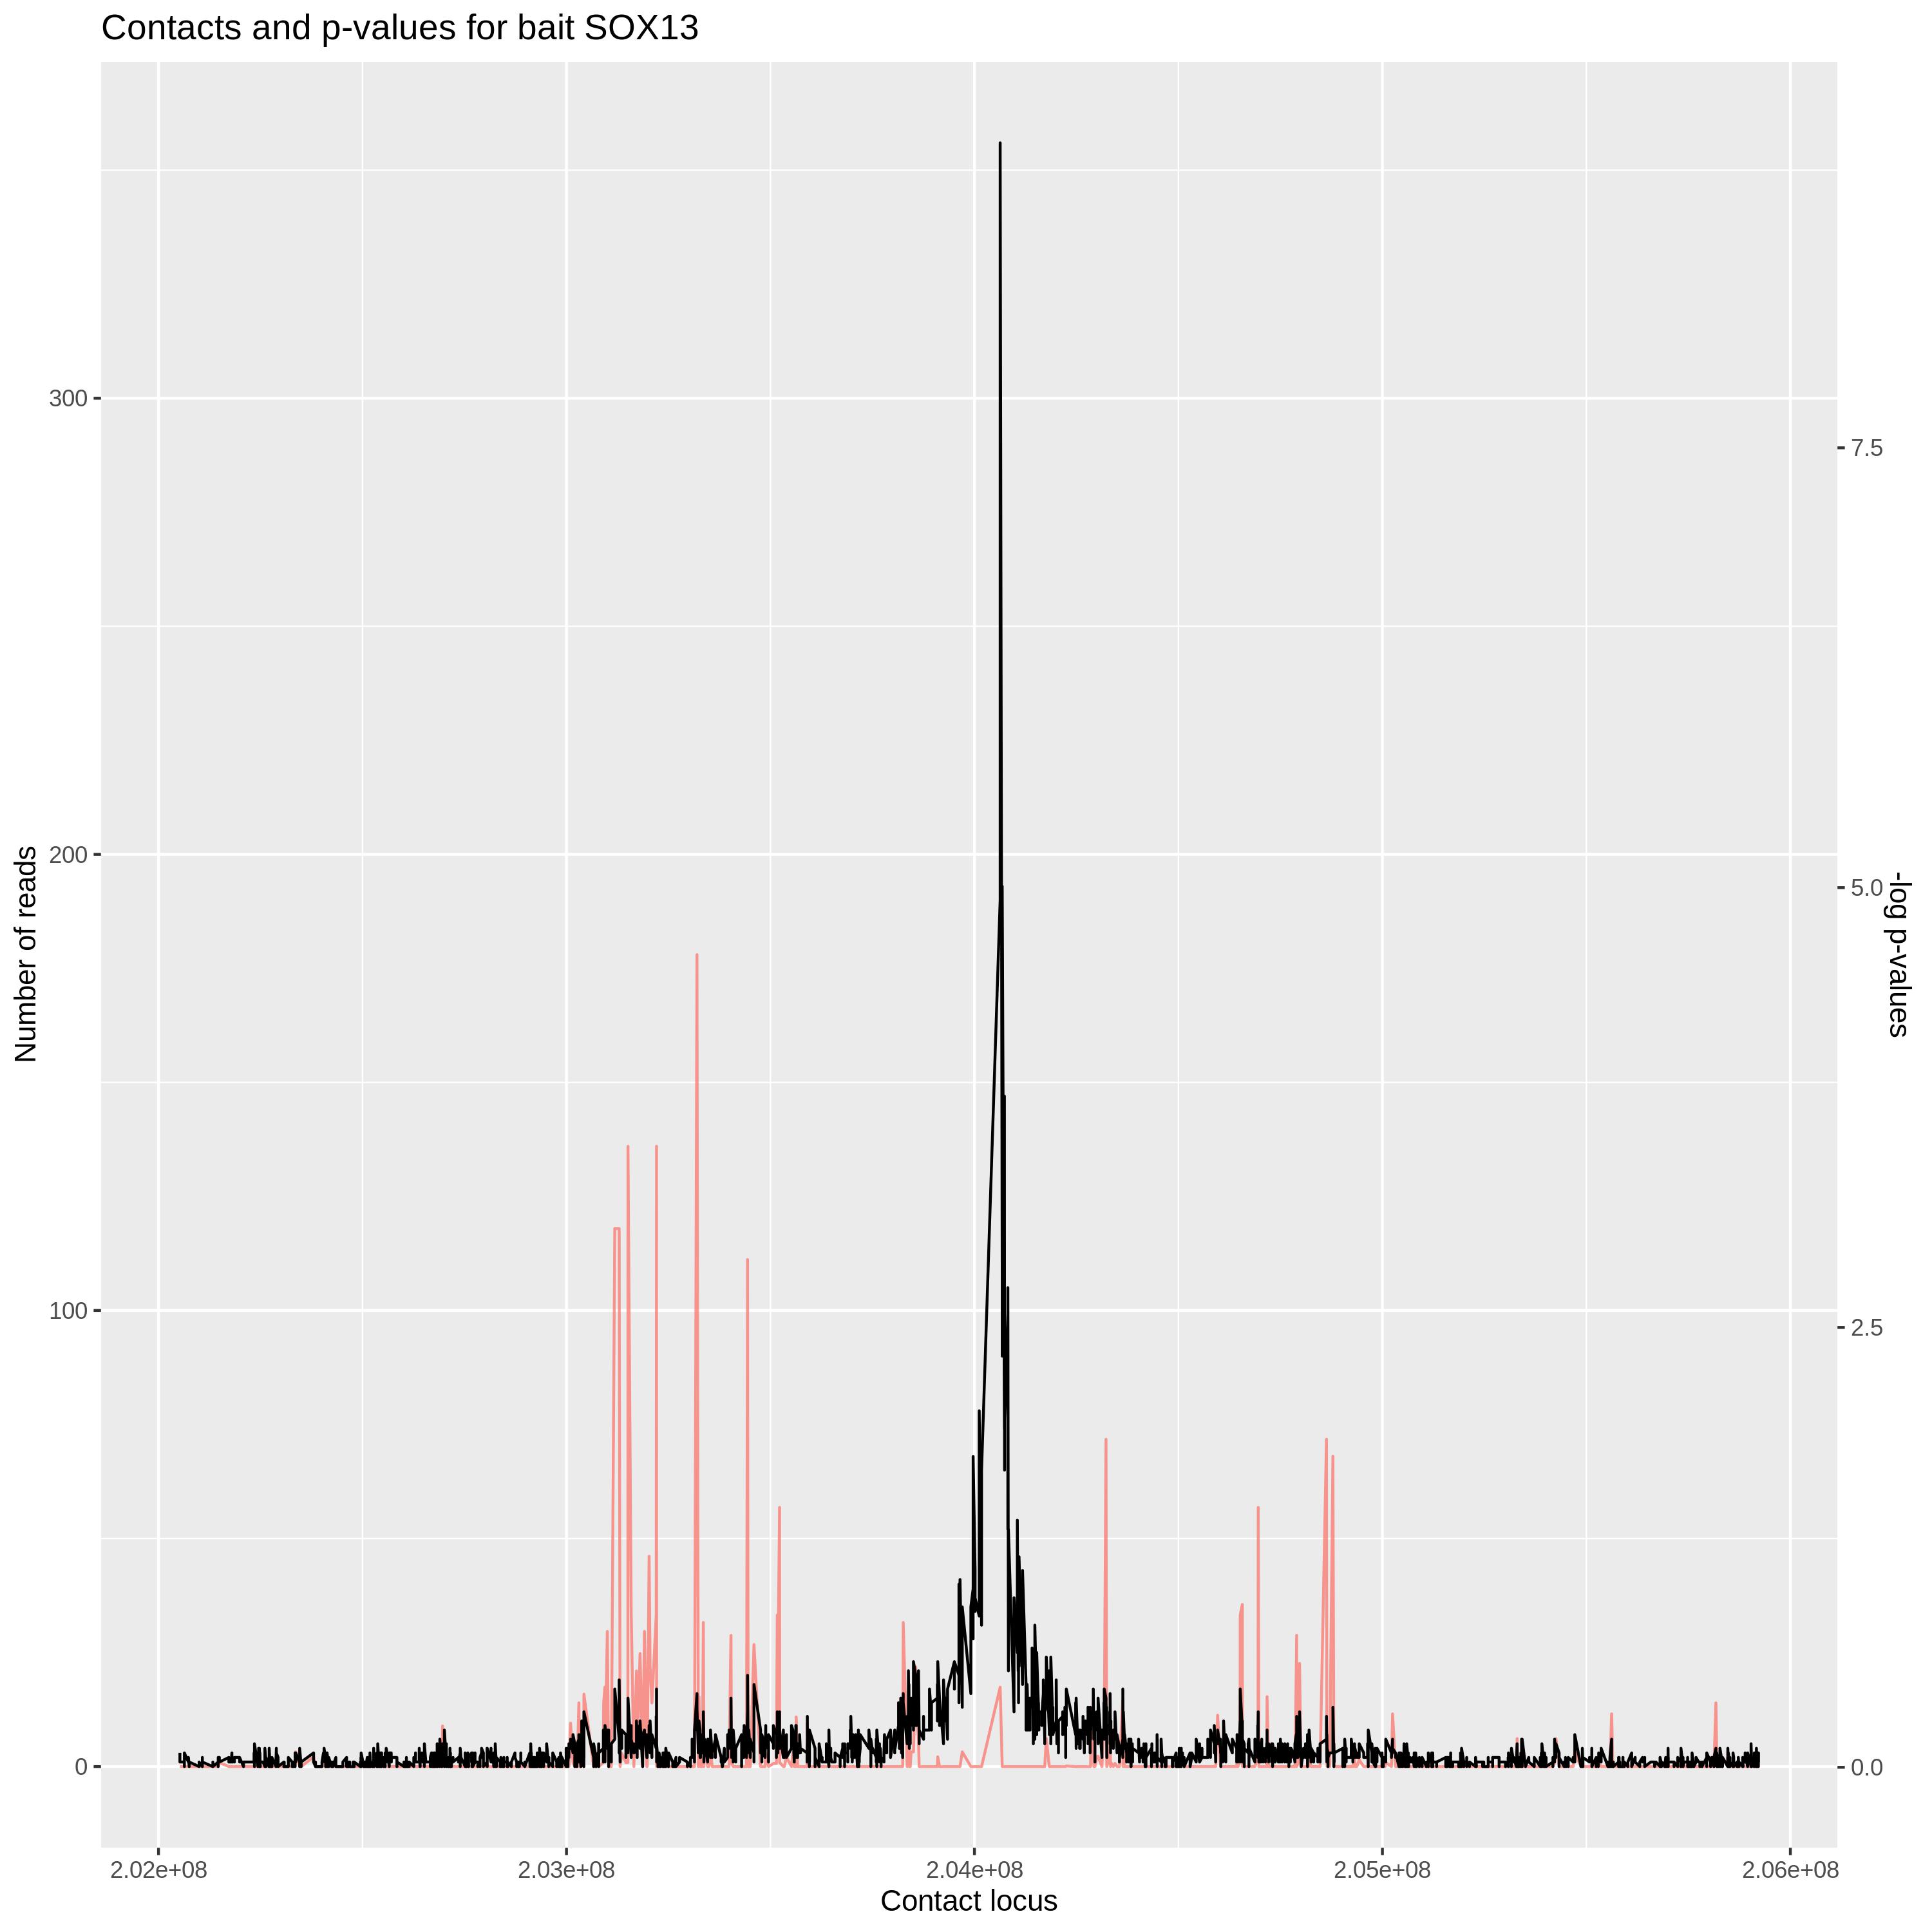 Contacts and p-values for bait SOX13
300
200
100
0
Number of reads
7.5
5.0
2.5
0.0
-log p-values
2.02e+08
2.03e+08
2.04e+08
2.05e+08
2.06e+08
Contact locus